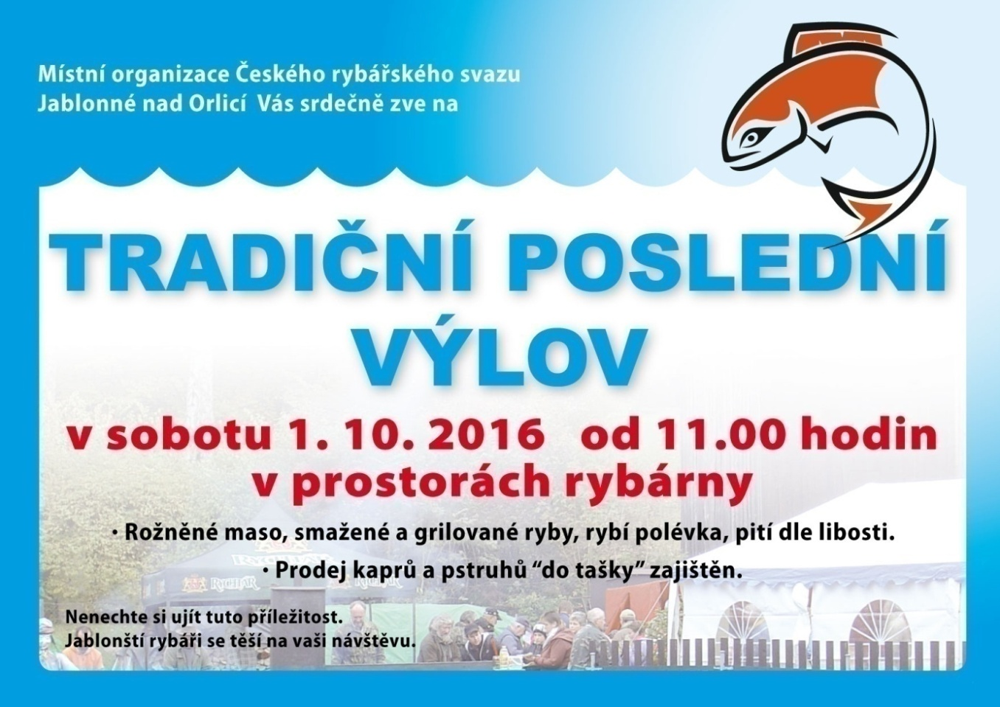 Místní organizace Českého rybářského svazu
Jablonné nad Orlicí Vás srdečně zve na
TRADIČNÍ POSLEDNÍ
VÝLOV
v sobotu 1. 10. 2016 od 11.00 hodin
v prostorách rybárny
• Rožněné maso, smažené a grilované ryby, rybí polévka, pití dle libosti.
• Prodej kaprů a pstruhů “do tašky” zajištěn.
RYCHTÁŘ
RYCHTÁŘ
Nenechte si ujít tuto příležitost.
Jablonští rybáři se těší na vaši návštěvu.